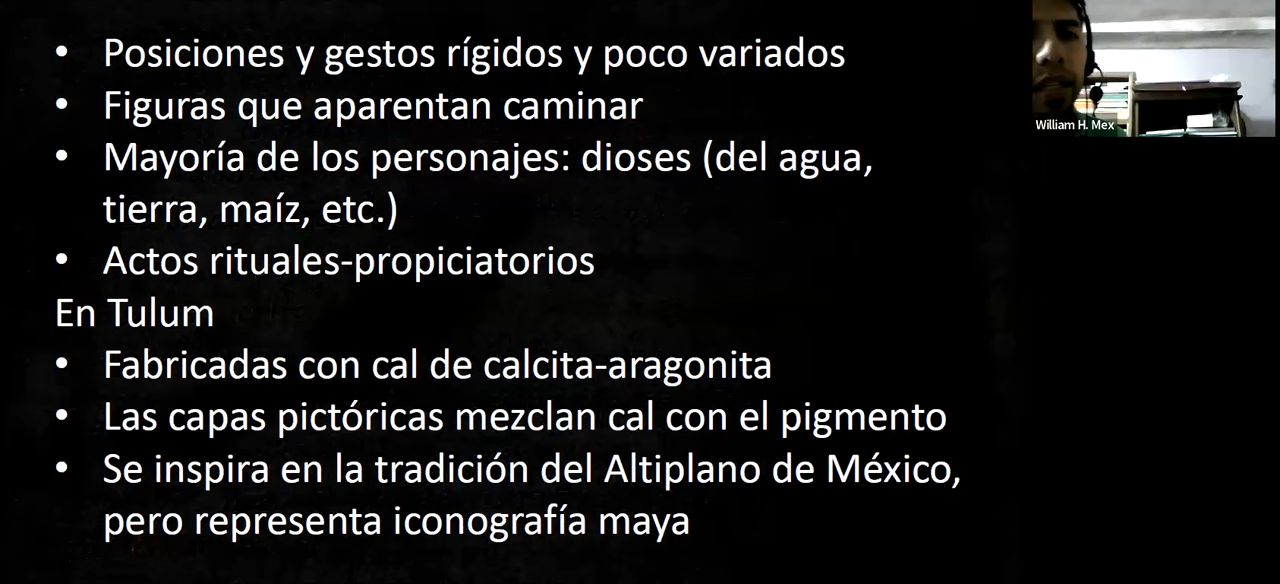 • Posiciones y gestos rígidos y poco variados
• Figuras que aparentan caminar
• Mayoría de los personajes: dioses (del agua,
tierra, maíz, etc.)
• Actos rituales-propiciatorios
En Tulum
• Fabricadas con cal de calcita-aragonita
• Las capas pictóricas mezclan cal con el pigmento
• Se inspira en la tradición del Altiplano de México,
pero representa iconografía maya
William H. Mex